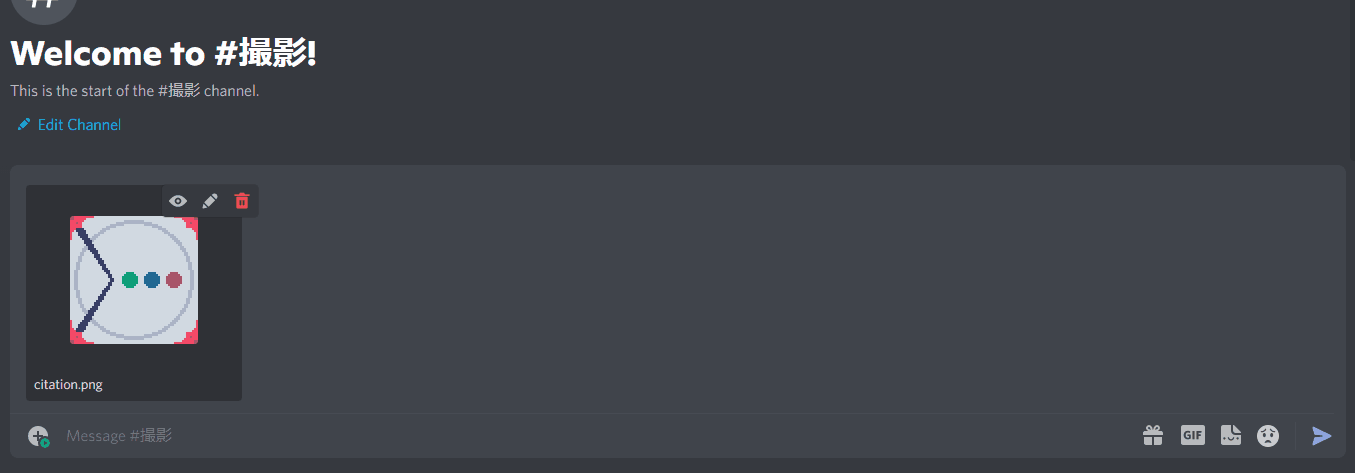 Welcome to #撮影!
This is the start of the #撮影 channel.
Edit Channel
citation.png
Message #撮影
GIF